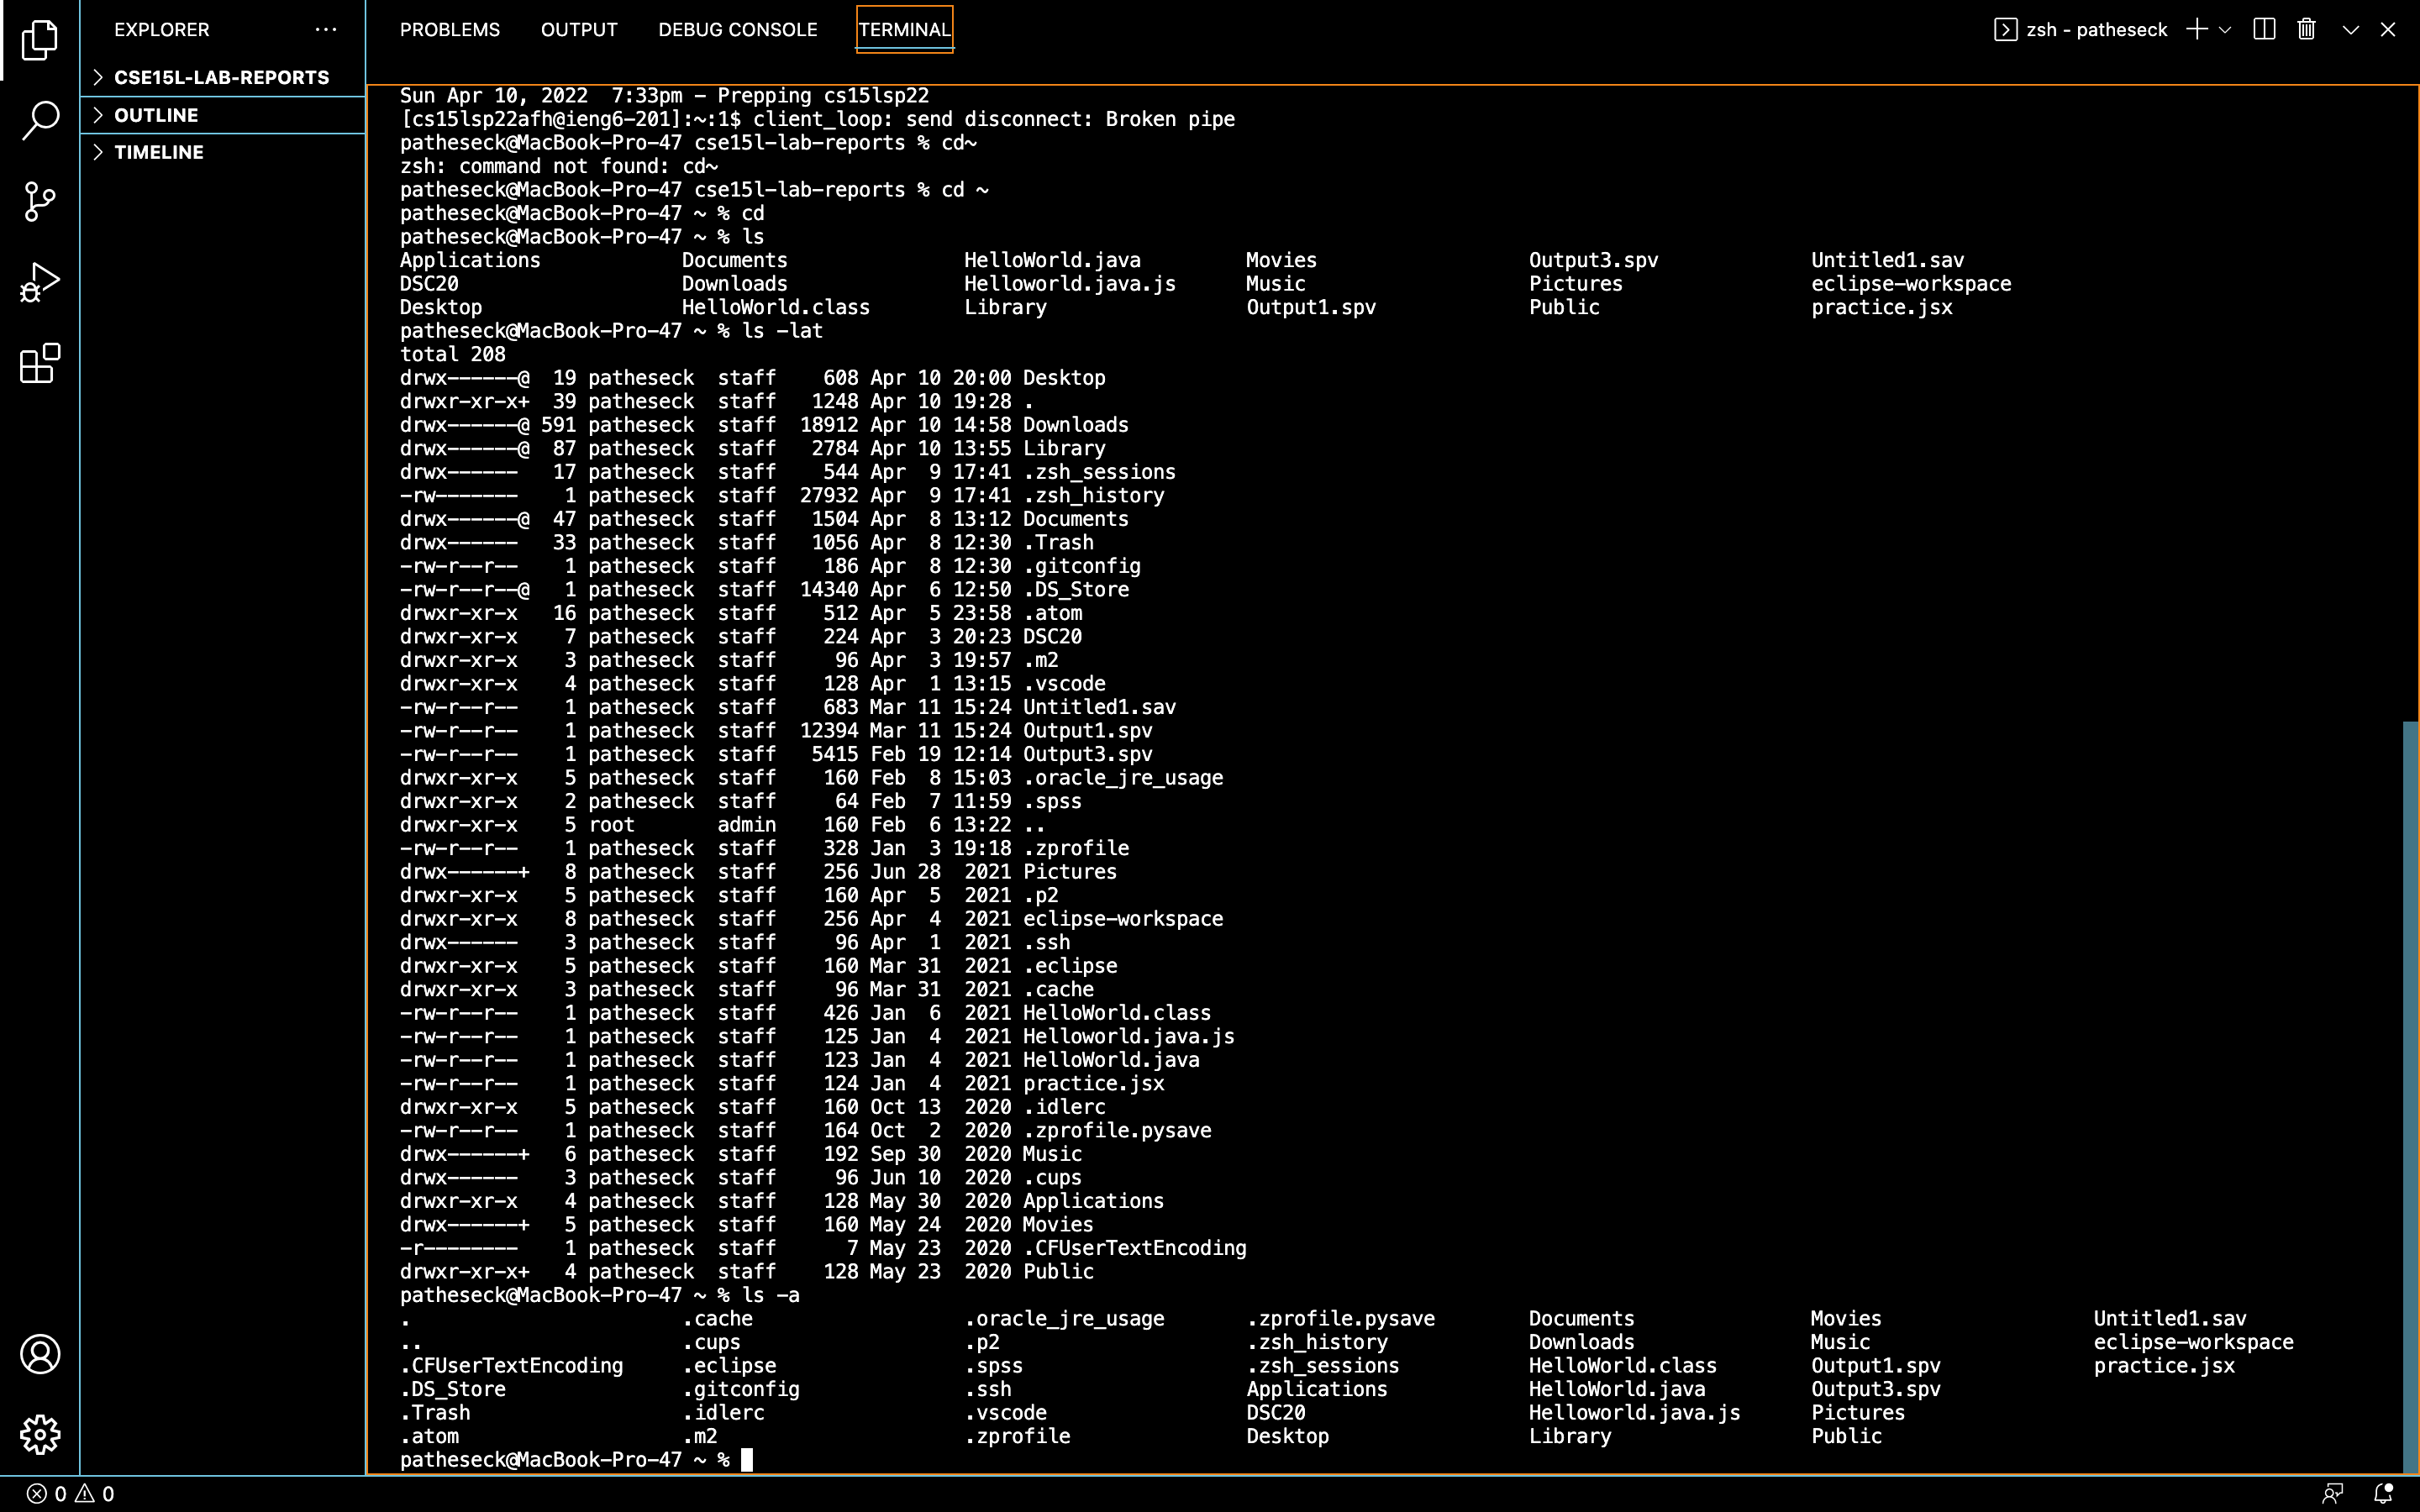 EXPLORER ...
CSE15L-LAB-REPORTS
OUTLINE
TIMELINE
PROBLEMS OUTPUT DEBUG CONSOLE TERMINAL zsh - patheseck
Sun Apr 10, 2022  7:33pm - Prepping cs15lsp22
[cs15lsp22afh@ieng6-201]:~:1$ client_loop: send disconnect: Broken pipe
patheseck@MacBook-Pro-47 cse15l-lab-reports % cd~
zsh: command not found: cd~
patheseck@MacBook-Pro-47 cse15l-lab-reports % cd ~
patheseck@MacBook-Pro-47 ~ % cd
patheseck@MacBook-Pro-47 ~ % ls
Applications Documents HelloWorld.java Movies Output3.spv Untitled1.sav
DSC20 Downloads Helloworld.java.js Music Pictures eclipse-workspace
Desktop HelloWorld.class Library Output1.spv Public practice.jsx
patheseck@MacBook-Pro-47 ~ % ls -lat
total 208
drwx------@  19 patheseck  staff    608 Apr 10 20:00 Desktop
drwxr-xr-x+  39 patheseck  staff   1248 Apr 10 19:28 .
drwx------@ 591 patheseck  staff  18912 Apr 10 14:58 Downloads
drwx------@  87 patheseck  staff   2784 Apr 10 13:55 Library
drwx------   17 patheseck  staff    544 Apr  9 17:41 .zsh_sessions
-rw-------    1 patheseck  staff  27932 Apr  9 17:41 .zsh_history
drwx------@  47 patheseck  staff   1504 Apr  8 13:12 Documents
drwx------   33 patheseck  staff   1056 Apr  8 12:30 .Trash
-rw-r--r--    1 patheseck  staff    186 Apr  8 12:30 .gitconfig
-rw-r--r--@   1 patheseck  staff  14340 Apr  6 12:50 .DS_Store
drwxr-xr-x   16 patheseck  staff    512 Apr  5 23:58 .atom
drwxr-xr-x    7 patheseck  staff    224 Apr  3 20:23 DSC20
drwxr-xr-x    3 patheseck  staff     96 Apr  3 19:57 .m2
drwxr-xr-x    4 patheseck  staff    128 Apr  1 13:15 .vscode
-rw-r--r--    1 patheseck  staff    683 Mar 11 15:24 Untitled1.sav
-rw-r--r--    1 patheseck  staff  12394 Mar 11 15:24 Output1.spv
-rw-r--r--    1 patheseck  staff   5415 Feb 19 12:14 Output3.spv
drwxr-xr-x    5 patheseck  staff    160 Feb  8 15:03 .oracle_jre_usage
drwxr-xr-x    2 patheseck  staff     64 Feb  7 11:59 .spss
drwxr-xr-x    5 root       admin    160 Feb  6 13:22 ..
-rw-r--r--    1 patheseck  staff    328 Jan  3 19:18 .zprofile
drwx------+   8 patheseck  staff    256 Jun 28  2021 Pictures
drwxr-xr-x    5 patheseck  staff    160 Apr  5  2021 .p2
drwxr-xr-x    8 patheseck  staff    256 Apr  4  2021 eclipse-workspace
drwx------    3 patheseck  staff     96 Apr  1  2021 .ssh
drwxr-xr-x    5 patheseck  staff    160 Mar 31  2021 .eclipse
drwxr-xr-x    3 patheseck  staff     96 Mar 31  2021 .cache
-rw-r--r--    1 patheseck  staff    426 Jan  6  2021 HelloWorld.class
-rw-r--r--    1 patheseck  staff    125 Jan  4  2021 Helloworld.java.js
-rw-r--r--    1 patheseck  staff    123 Jan  4  2021 HelloWorld.java
-rw-r--r--    1 patheseck  staff    124 Jan  4  2021 practice.jsx
drwxr-xr-x    5 patheseck  staff    160 Oct 13  2020 .idlerc
-rw-r--r--    1 patheseck  staff    164 Oct  2  2020 .zprofile.pysave
drwx------+   6 patheseck  staff    192 Sep 30  2020 Music
drwx------    3 patheseck  staff     96 Jun 10  2020 .cups
drwxr-xr-x    4 patheseck  staff    128 May 30  2020 Applications
drwx------+   5 patheseck  staff    160 May 24  2020 Movies
-r--------    1 patheseck  staff      7 May 23  2020 .CFUserTextEncoding
drwxr-xr-x+   4 patheseck  staff    128 May 23  2020 Public
patheseck@MacBook-Pro-47 ~ % ls -a
. .cache .oracle_jre_usage .zprofile.pysave Documents Movies Untitled1.sav
.. .cups .p2 .zsh_history Downloads Music eclipse-workspace
.CFUserTextEncoding .eclipse .spss .zsh_sessions HelloWorld.class Output1.spv practice.jsx
.DS_Store .gitconfig .ssh Applications HelloWorld.java Output3.spv
.Trash .idlerc .vscode DSC20 Helloworld.java.js Pictures
.atom .m2 .zprofile Desktop Library Public
patheseck@MacBook-Pro-47 ~ %
0 0